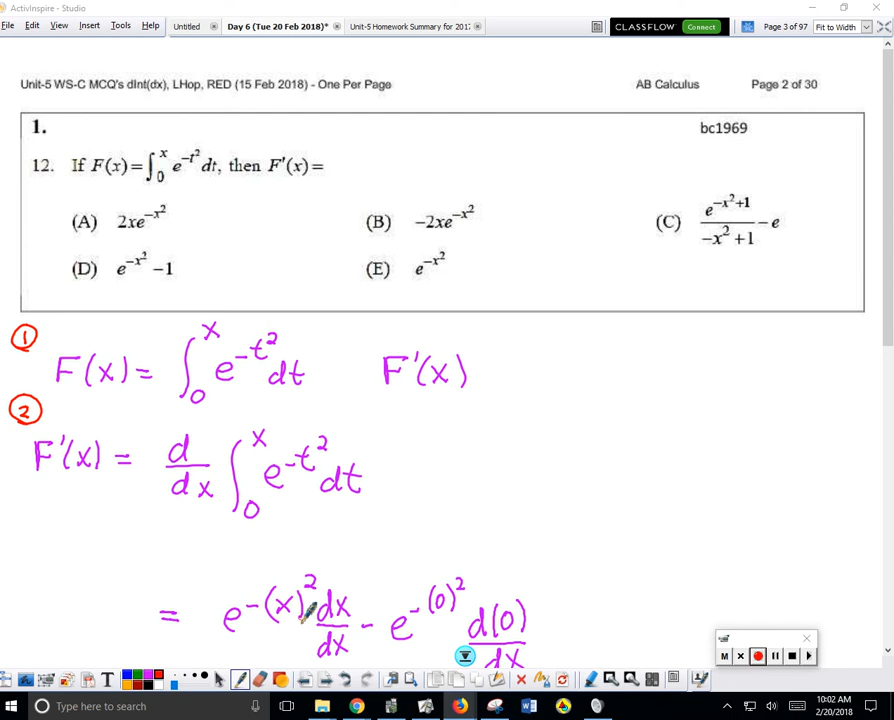 ActivInspire - Studio
File Edit View Insert Tools Help Untitled Day 6 (Tue 20 Feb 2018)* Unit-5 Homework Summary for 2017 CLASSFLOW Connect Page 3 of 97 Fit to Width
Unit-5 WS-C MCQ's dInt(dx), LHop, RED (15 Feb 2018) - One Per Page AB Calculus Page 2 of 30
1. bc1969
12. If F(x)=∫₀ˣ e^(-t²) dt, then F'(x)=
(A) 2xe^(-x²) (B) -2xe^(-x²) (C) e^(-x²+1)/(-x²+1) - e
(D) e^(-x²) -1 (E) e^(-x²)
① F(x) = ∫₀ˣ e^(-t²) dt F'(x)
② F'(x) = d/dx ∫₀ˣ e^(-t²) dt
= e^(-(x)²) dx/dx - e^(-(0)²) d(0)/dx
M
Type here to search 10:02 AM
2/20/2018